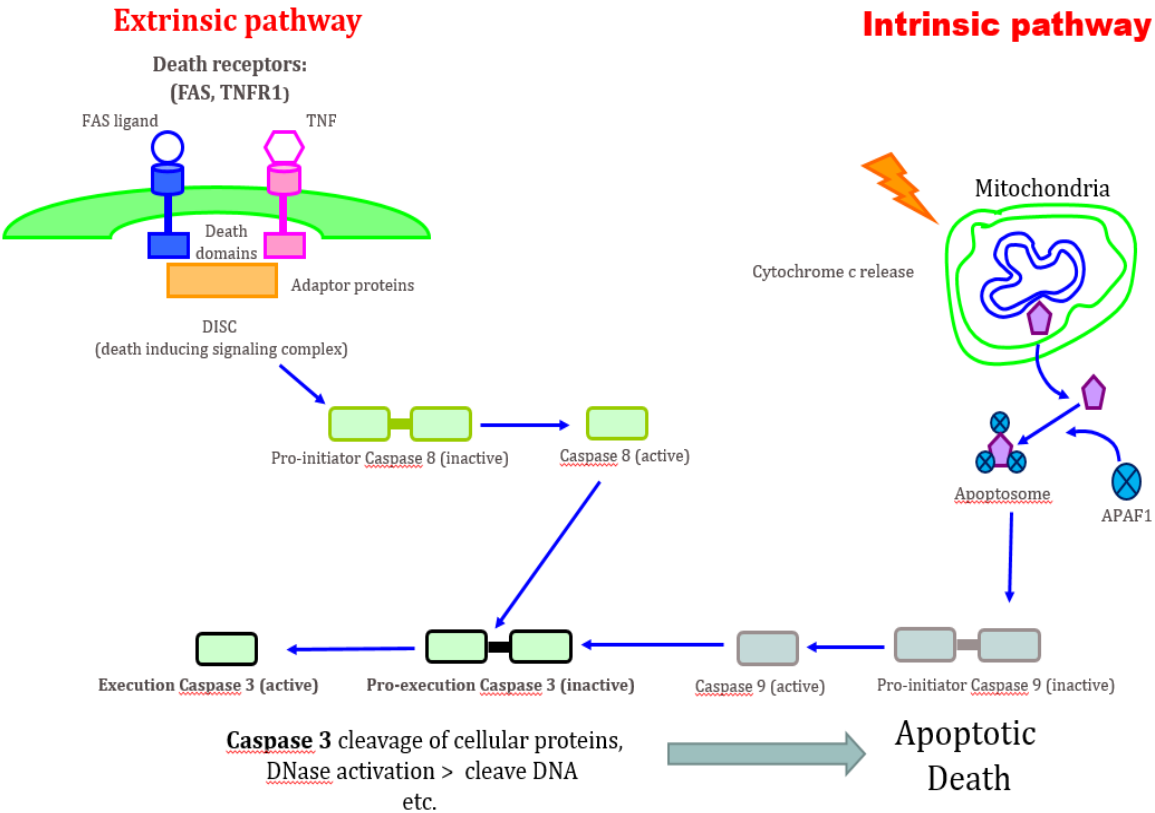 Extrinsic pathway
Intrinsic pathway
Death receptors:
(FAS, TNFR1)
FAS ligand
TNF
Death
domains
Adaptor proteins
DISC
(death inducing signaling complex)
Mitochondria
Cytochrome c release
Pro-initiator Caspase 8 (inactive)
Caspase 8 (active)
Apoptosome
APAF1
Execution Caspase 3 (active)
Pro-execution Caspase 3 (inactive)
Caspase 9 (active)
Pro-initiator Caspase 9 (inactive)
Caspase 3 cleavage of cellular proteins,
DNase activation > cleave DNA
etc.
Apoptotic
Death